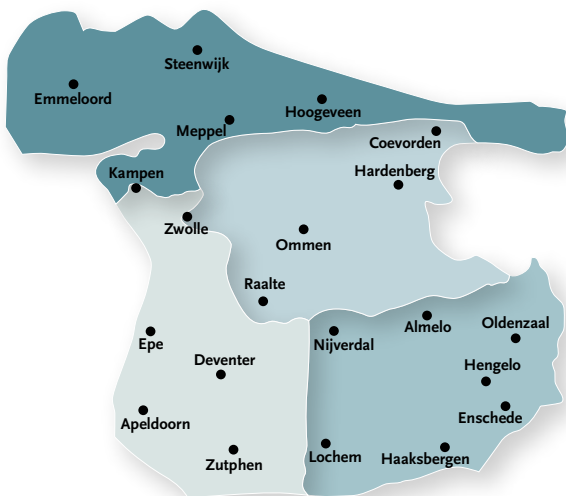 Steenwijk
Emmeloord
Hoogeveen
Meppel
Coevorden
Hardenberg
Kampen
Zwolle
Ommen
Raalte
Oldenzaal
Almelo
Nijverdal
Epe
Deventer
Hengelo
Enschede
Apeldoorn
Zutphen
Lochem
Haaksbergen